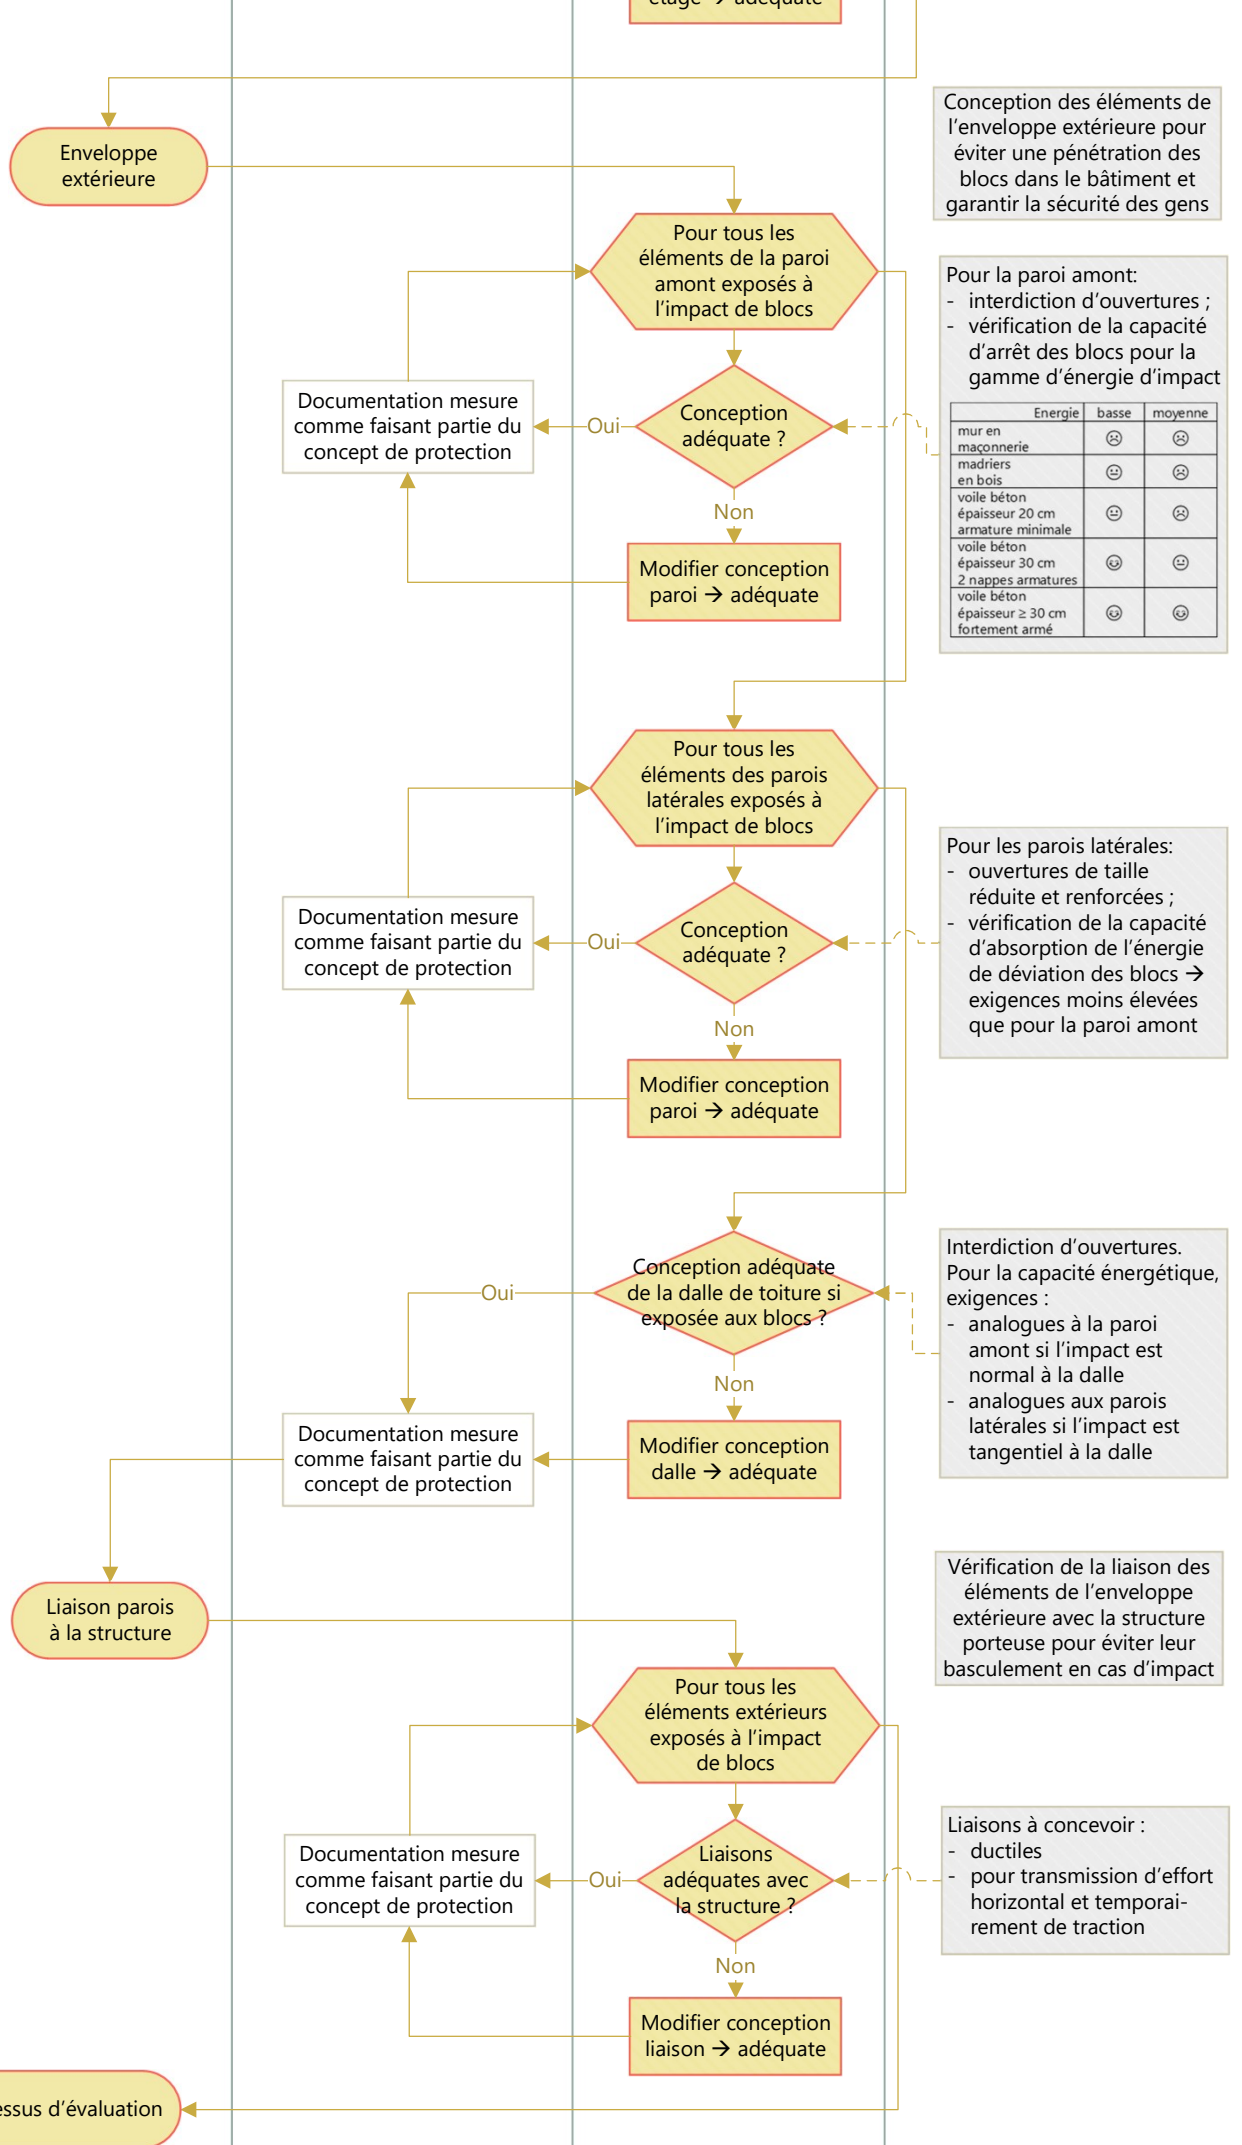 étage → adéquate
Conception des éléments de
l'enveloppe extérieure pour
éviter une pénétration des
blocs dans le bâtiment et
garantir la sécurité des gens
Enveloppe
extérieure
Pour tous les
éléments de la paroi
amont exposés à
l'impact de blocs
Pour la paroi amont:
- interdiction d'ouvertures ;
- vérification de la capacité
d'arrêt des blocs pour la
gamme d'énergie d'impact
Energie basse moyenne
mur en
maçonnerie
madriers
en bois
voile béton
épaisseur 20 cm
armature minimale
voile béton
épaisseur 30 cm
2 nappes armatures
voile béton
épaisseur ≥ 30 cm
fortement armé
Documentation mesure
comme faisant partie du
concept de protection
Oui
Conception
adéquate ?
Non
Modifier conception
paroi → adéquate
Pour tous les
éléments des parois
latérales exposés à
l'impact de blocs
Pour les parois latérales:
- ouvertures de taille
réduite et renforcées ;
- vérification de la capacité
d'absorption de l'énergie
de déviation des blocs →
exigences moins élevées
que pour la paroi amont
Documentation mesure
comme faisant partie du
concept de protection
Oui
Conception
adéquate ?
Non
Modifier conception
paroi → adéquate
Conception adéquate
de la dalle de toiture si
exposée aux blocs ?
Oui
Interdiction d'ouvertures.
Pour la capacité énergétique,
exigences :
- analogues à la paroi
amont si l'impact est
normal à la dalle
- analogues aux parois
latérales si l'impact est
tangentiel à la dalle
Non
Documentation mesure
comme faisant partie du
concept de protection
Modifier conception
dalle → adéquate
Vérification de la liaison des
éléments de l'enveloppe
extérieure avec la structure
porteuse pour éviter leur
basculement en cas d'impact
Liaison parois
à la structure
Pour tous les
éléments extérieurs
exposés à l'impact
de blocs
Liaisons à concevoir :
- ductiles
- pour transmission d'effort
horizontal et temporai-
rement de traction
Documentation mesure
comme faisant partie du
concept de protection
Oui
Liaisons
adéquates avec
la structure ?
Non
Modifier conception
liaison → adéquate
essus d'évaluation